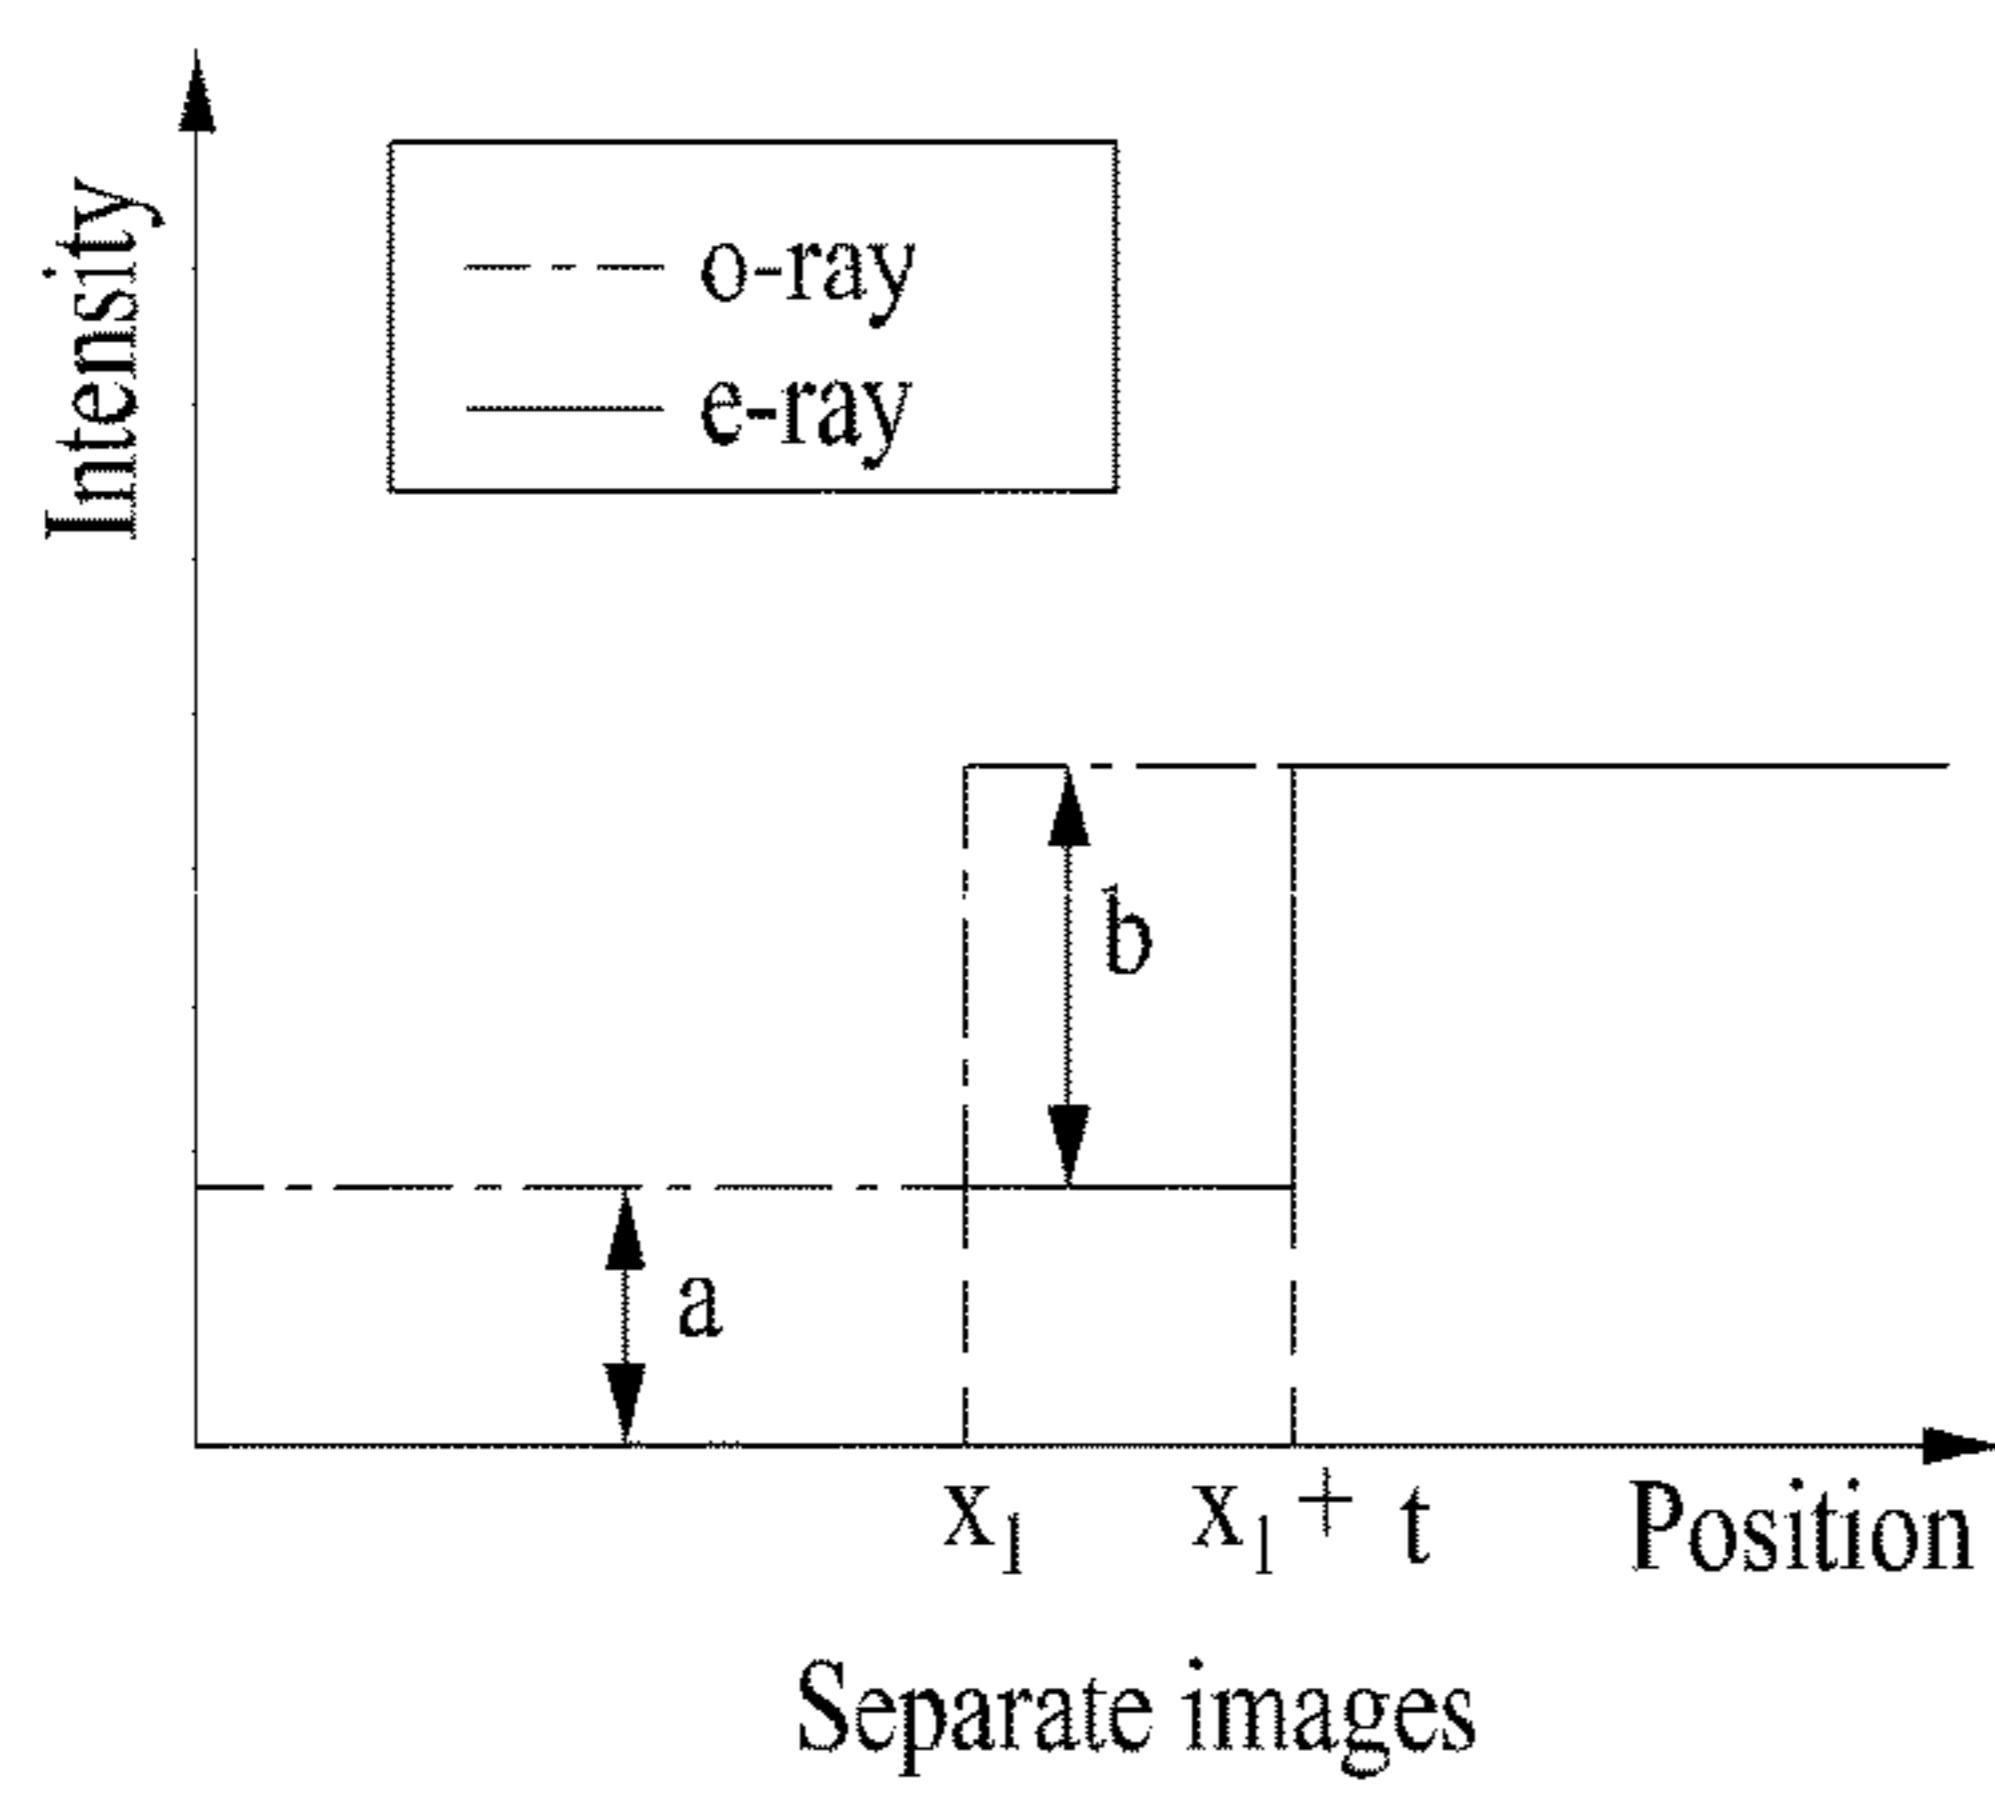 Intensity
o-ray
e-ray
b
a
x₁ x₁ + t Position
Separate images